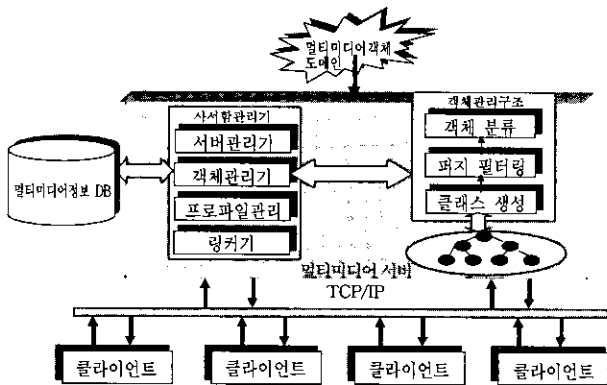 멀티미디어객체
도메인
사서함관리기
서버관리기
객체관리기
프로파일관리
링커기
객체관리구조
객체 분류
퍼지 필터링
클래스 생성
멀티미디어정보 DB
멀티미디어 서버
TCP/IP
클라이언트
클라이언트
클라이언트
클라이언트